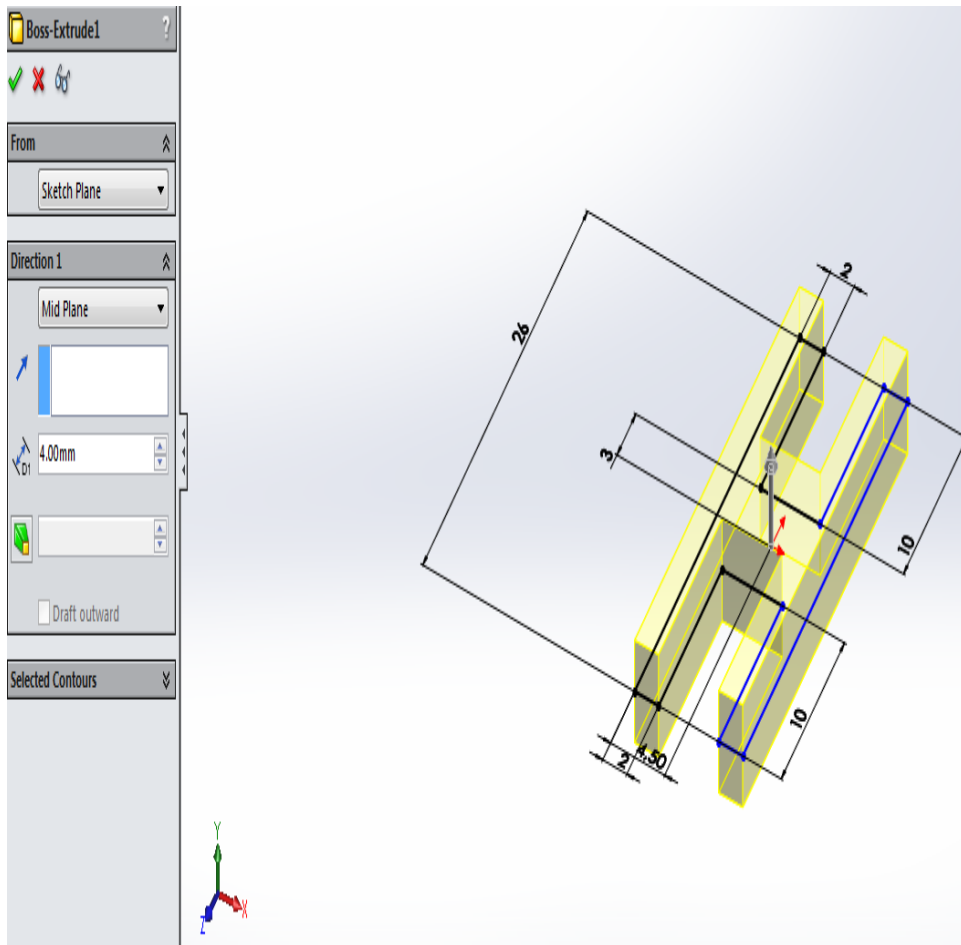 Boss-Extrude1 ?
From
Sketch Plane
Direction 1
Mid Plane
D1 4.00mm
Draft outward
Selected Contours
2
26
3
10
10
4.50
2
Y
X
Z